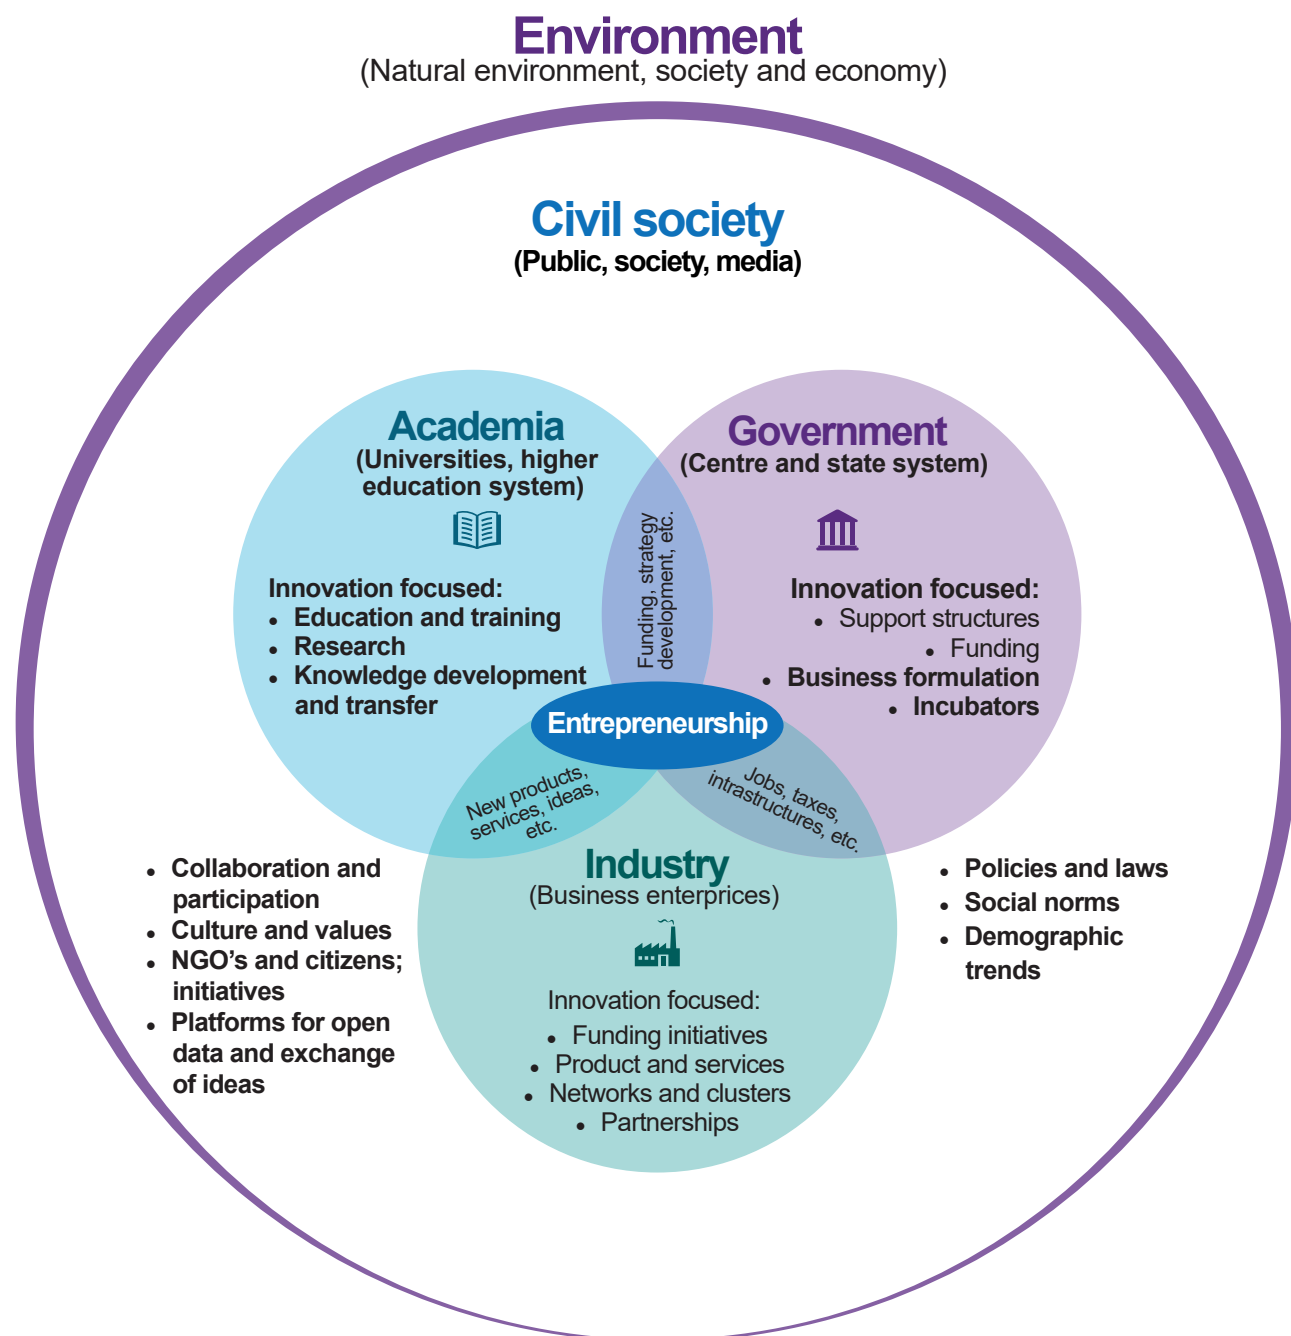 Environment
(Natural environment, society and economy)
Civil society
(Public, society, media)
Academia
(Universities, higher
education system)
Innovation focused:
• Education and training
• Research
• Knowledge development
and transfer
Government
(Centre and state system)
Innovation focused:
• Support structures
• Funding
• Business formulation
• Incubators
Funding, strategy
development, etc.
Entrepreneurship
New products,
services, ideas,
etc.
Jobs, taxes,
intrastructures, etc.
Industry
(Business enterprices)
Innovation focused:
• Funding initiatives
• Product and services
• Networks and clusters
• Partnerships
• Collaboration and
participation
• Culture and values
• NGO's and citizens;
initiatives
• Platforms for open
data and exchange
of ideas
• Policies and laws
• Social norms
• Demographic
trends